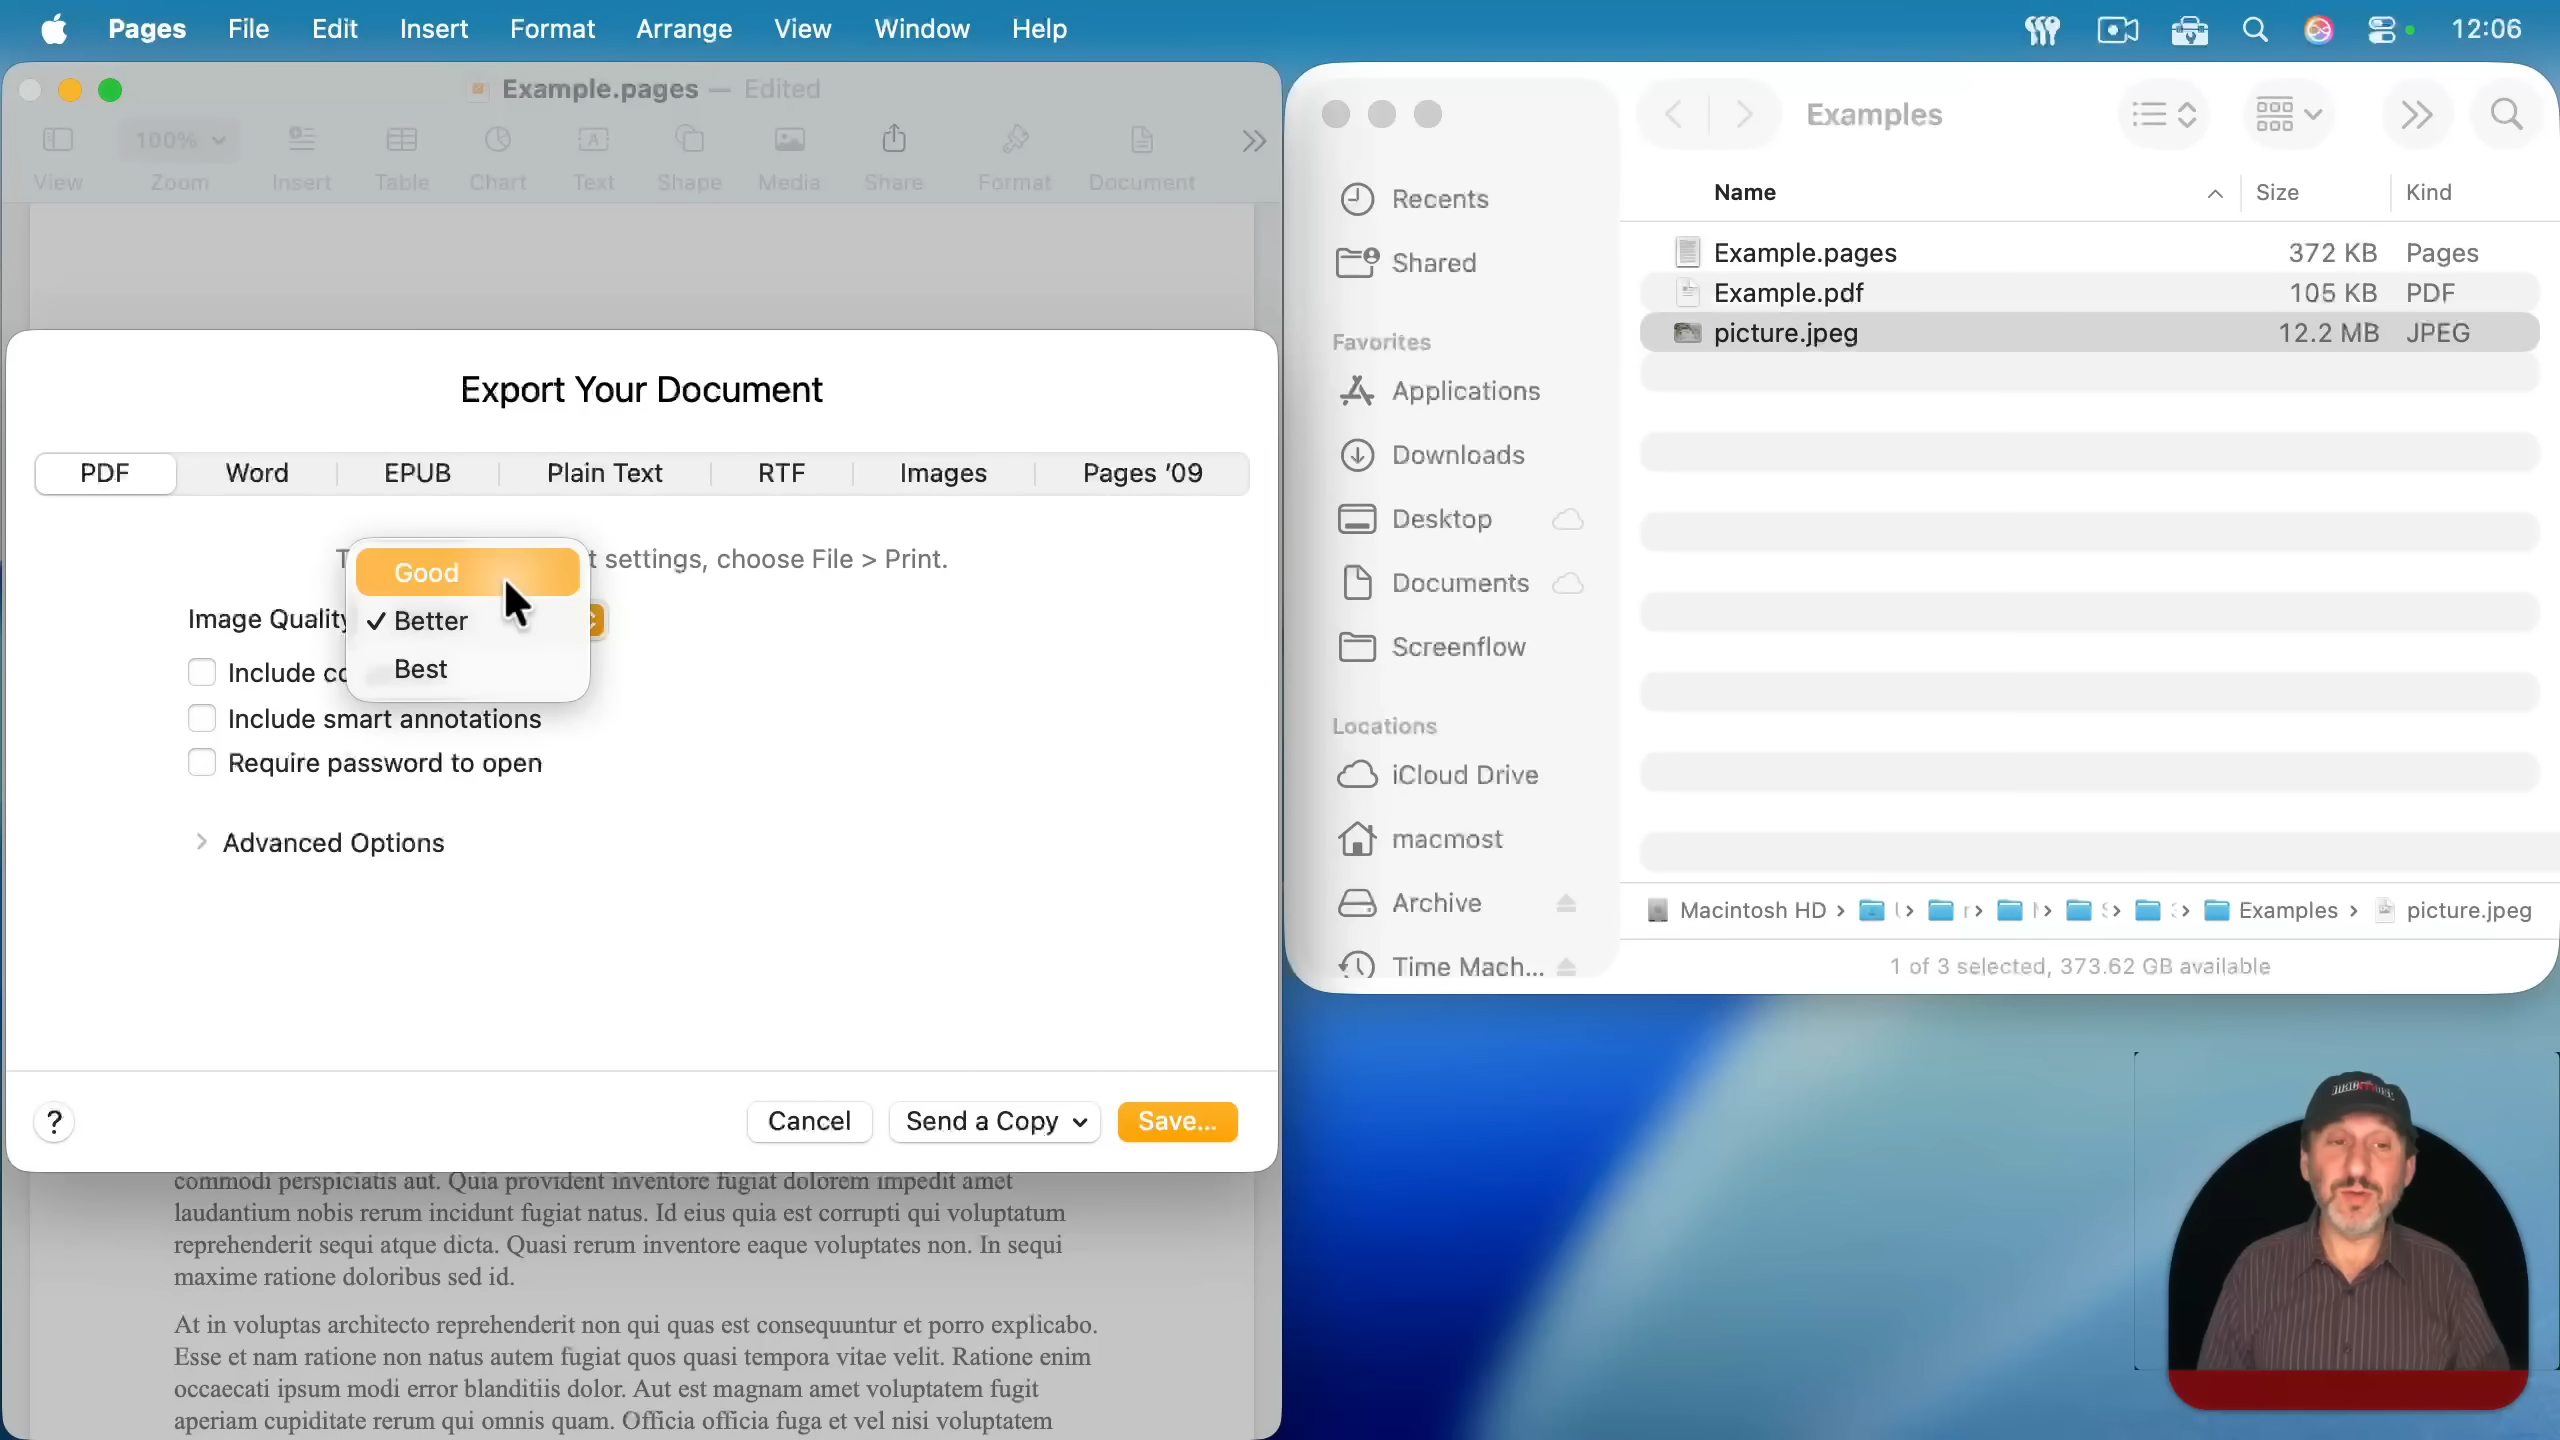 Pages File Edit Insert Format Arrange View Window Help 12:06
Example.pages — Edited
100%
View Zoom Insert Table Chart Text Shape Media Share Format Document
Export Your Document
PDF Word EPUB Plain Text RTF Images Pages '09
t settings, choose File > Print.
Image Quality
Good
Better
Best
Include co
Include smart annotations
Require password to open
Advanced Options
? Cancel Send a Copy Save...
commodi perspiciatis aut. Quia provident inventore fugiat dolorem impedit amet
laudantium nobis rerum incidunt fugiat natus. Id eius quia est corrupti qui voluptatum
reprehenderit sequi atque dicta. Quasi rerum inventore eaque voluptates non. In sequi
maxime ratione doloribus sed id.
At in voluptas architecto reprehenderit non qui quas est consequuntur et porro explicabo.
Esse et nam ratione non natus autem fugiat quos quasi tempora vitae velit. Ratione enim
occaecati ipsum modi error blanditiis dolor. Aut est magnam amet voluptatem fugit
aperiam cupiditate rerum qui omnis quam. Officia officia fuga et vel nisi voluptatem
Examples
Recents
Shared
Favorites
Applications
Downloads
Desktop
Documents
Screenflow
Locations
iCloud Drive
macmost
Archive
Time Mach...
Name Size Kind
Example.pages 372 KB Pages
Example.pdf 105 KB PDF
picture.jpeg 12.2 MB JPEG
Macintosh HD > Examples > picture.jpeg
1 of 3 selected, 373.62 GB available